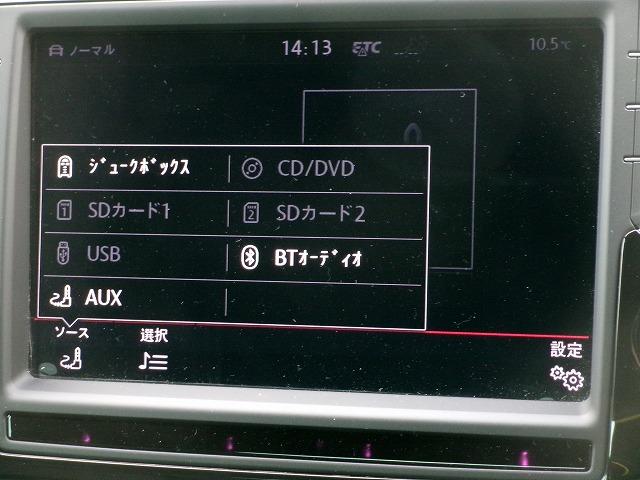 ノーマル 14:13 ETC 10.5℃
ｼﾞｭｰｸﾎﾞｯｸｽ CD/DVD
SDカード1 SDカード2
USB BTｵｰﾃﾞｨｵ
AUX
ソース 選択 設定